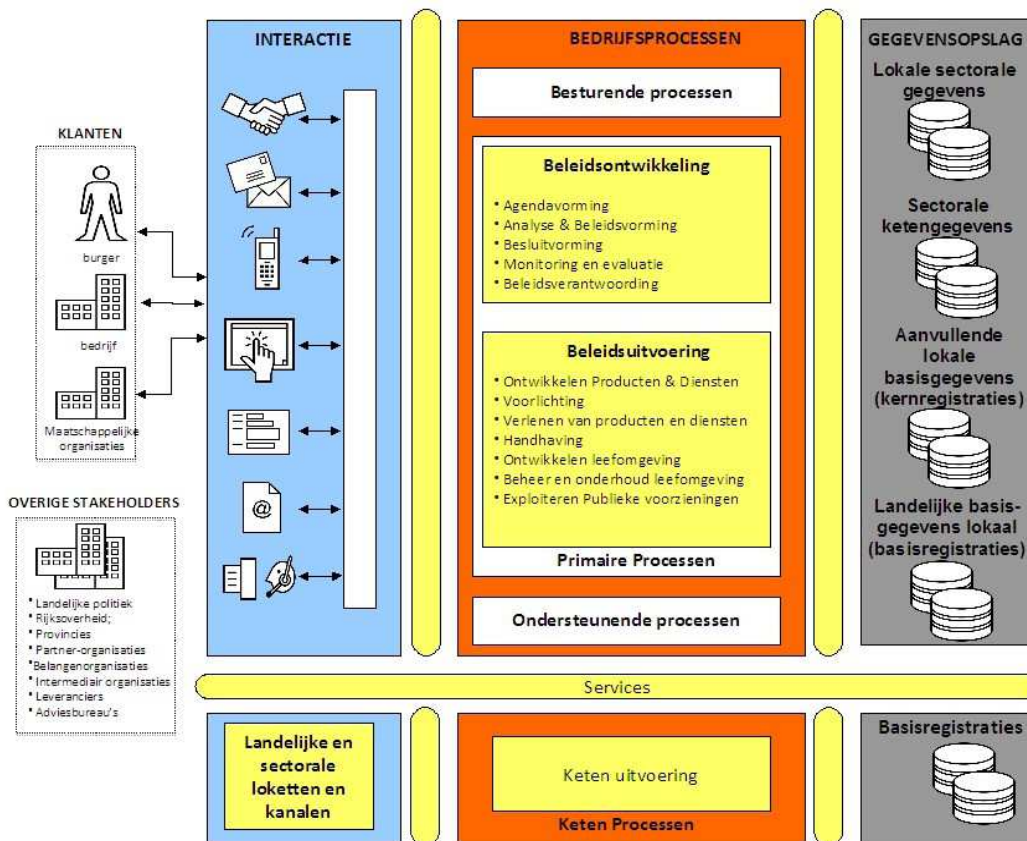 INTERACTIE
BEDRIJFSPROCESSEN
GEGEVENSOPSLAG
KLANTEN
burger
bedrijf
Maatschappelijke
organisaties
OVERIGE STAKEHOLDERS
• Landelijke politiek
• Rijksoverheid;
• Provincies
• Partner-organisaties
• Belangenorganisaties
• Intermediair organisaties
• Leveranciers
• Adviesbureau's
@
Besturende processen
Beleidsontwikkeling
• Agendavorming
• Analyse & Beleidsvorming
• Besluitvorming
• Monitoring en evaluatie
• Beleidsverantwoording
Beleidsuitvoering
• Ontwikkelen Producten & Diensten
• Voorlichting
• Verlenen van producten en diensten
• Handhaving
• Ontwikkelen leefomgeving
• Beheer en onderhoud leefomgeving
• Exploiteren Publieke voorzieningen
Primaire Processen
Ondersteunende processen
Lokale sectorale
gegevens
Sectorale
ketengegevens
Aanvullende
lokale
basisgegevens
(kernregistraties)
Landelijke basis-
gegevens lokaal
(basisregistraties)
Services
Landelijke en
sectorale
loketten en
kanalen
Keten uitvoering
Keten Processen
Basisregistraties